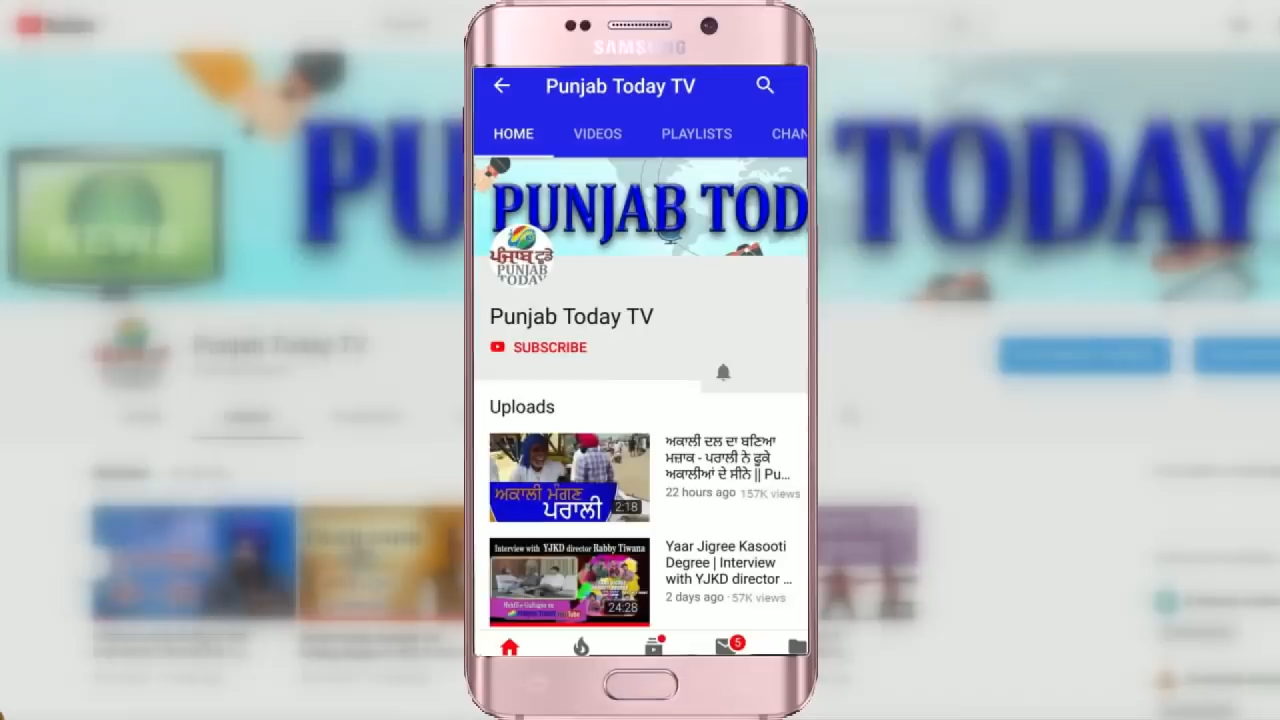 SAMSUNG
Punjab Today TV
HOME VIDEOS PLAYLISTS CHAN
PUNJAB TOD
PU TODAY
ਪੰਜਾਬ ਟੂਡੇ
PUNJAB
TODAY
Punjab Today TV
SUBSCRIBE
Uploads
ਅਕਾਲੀ ਮੰਗਣ
ਪਰਾਲੀ
2:18
ਅਕਾਲੀ ਦਲ ਦਾ ਬਣਿਆ
ਮਜ਼ਾਕ - ਪਰਾਲੀ ਨੇ ਫੂਕੇ
ਅਕਾਲੀਆਂ ਦੇ ਸੀਨੇ || Pu...
22 hours ago 157K views
Interview with YJKD director Rabby Tiwana
24:28
Yaar Jigree Kasooti
Degree | Interview
with YJKD director ...
2 days ago · 57K views
5